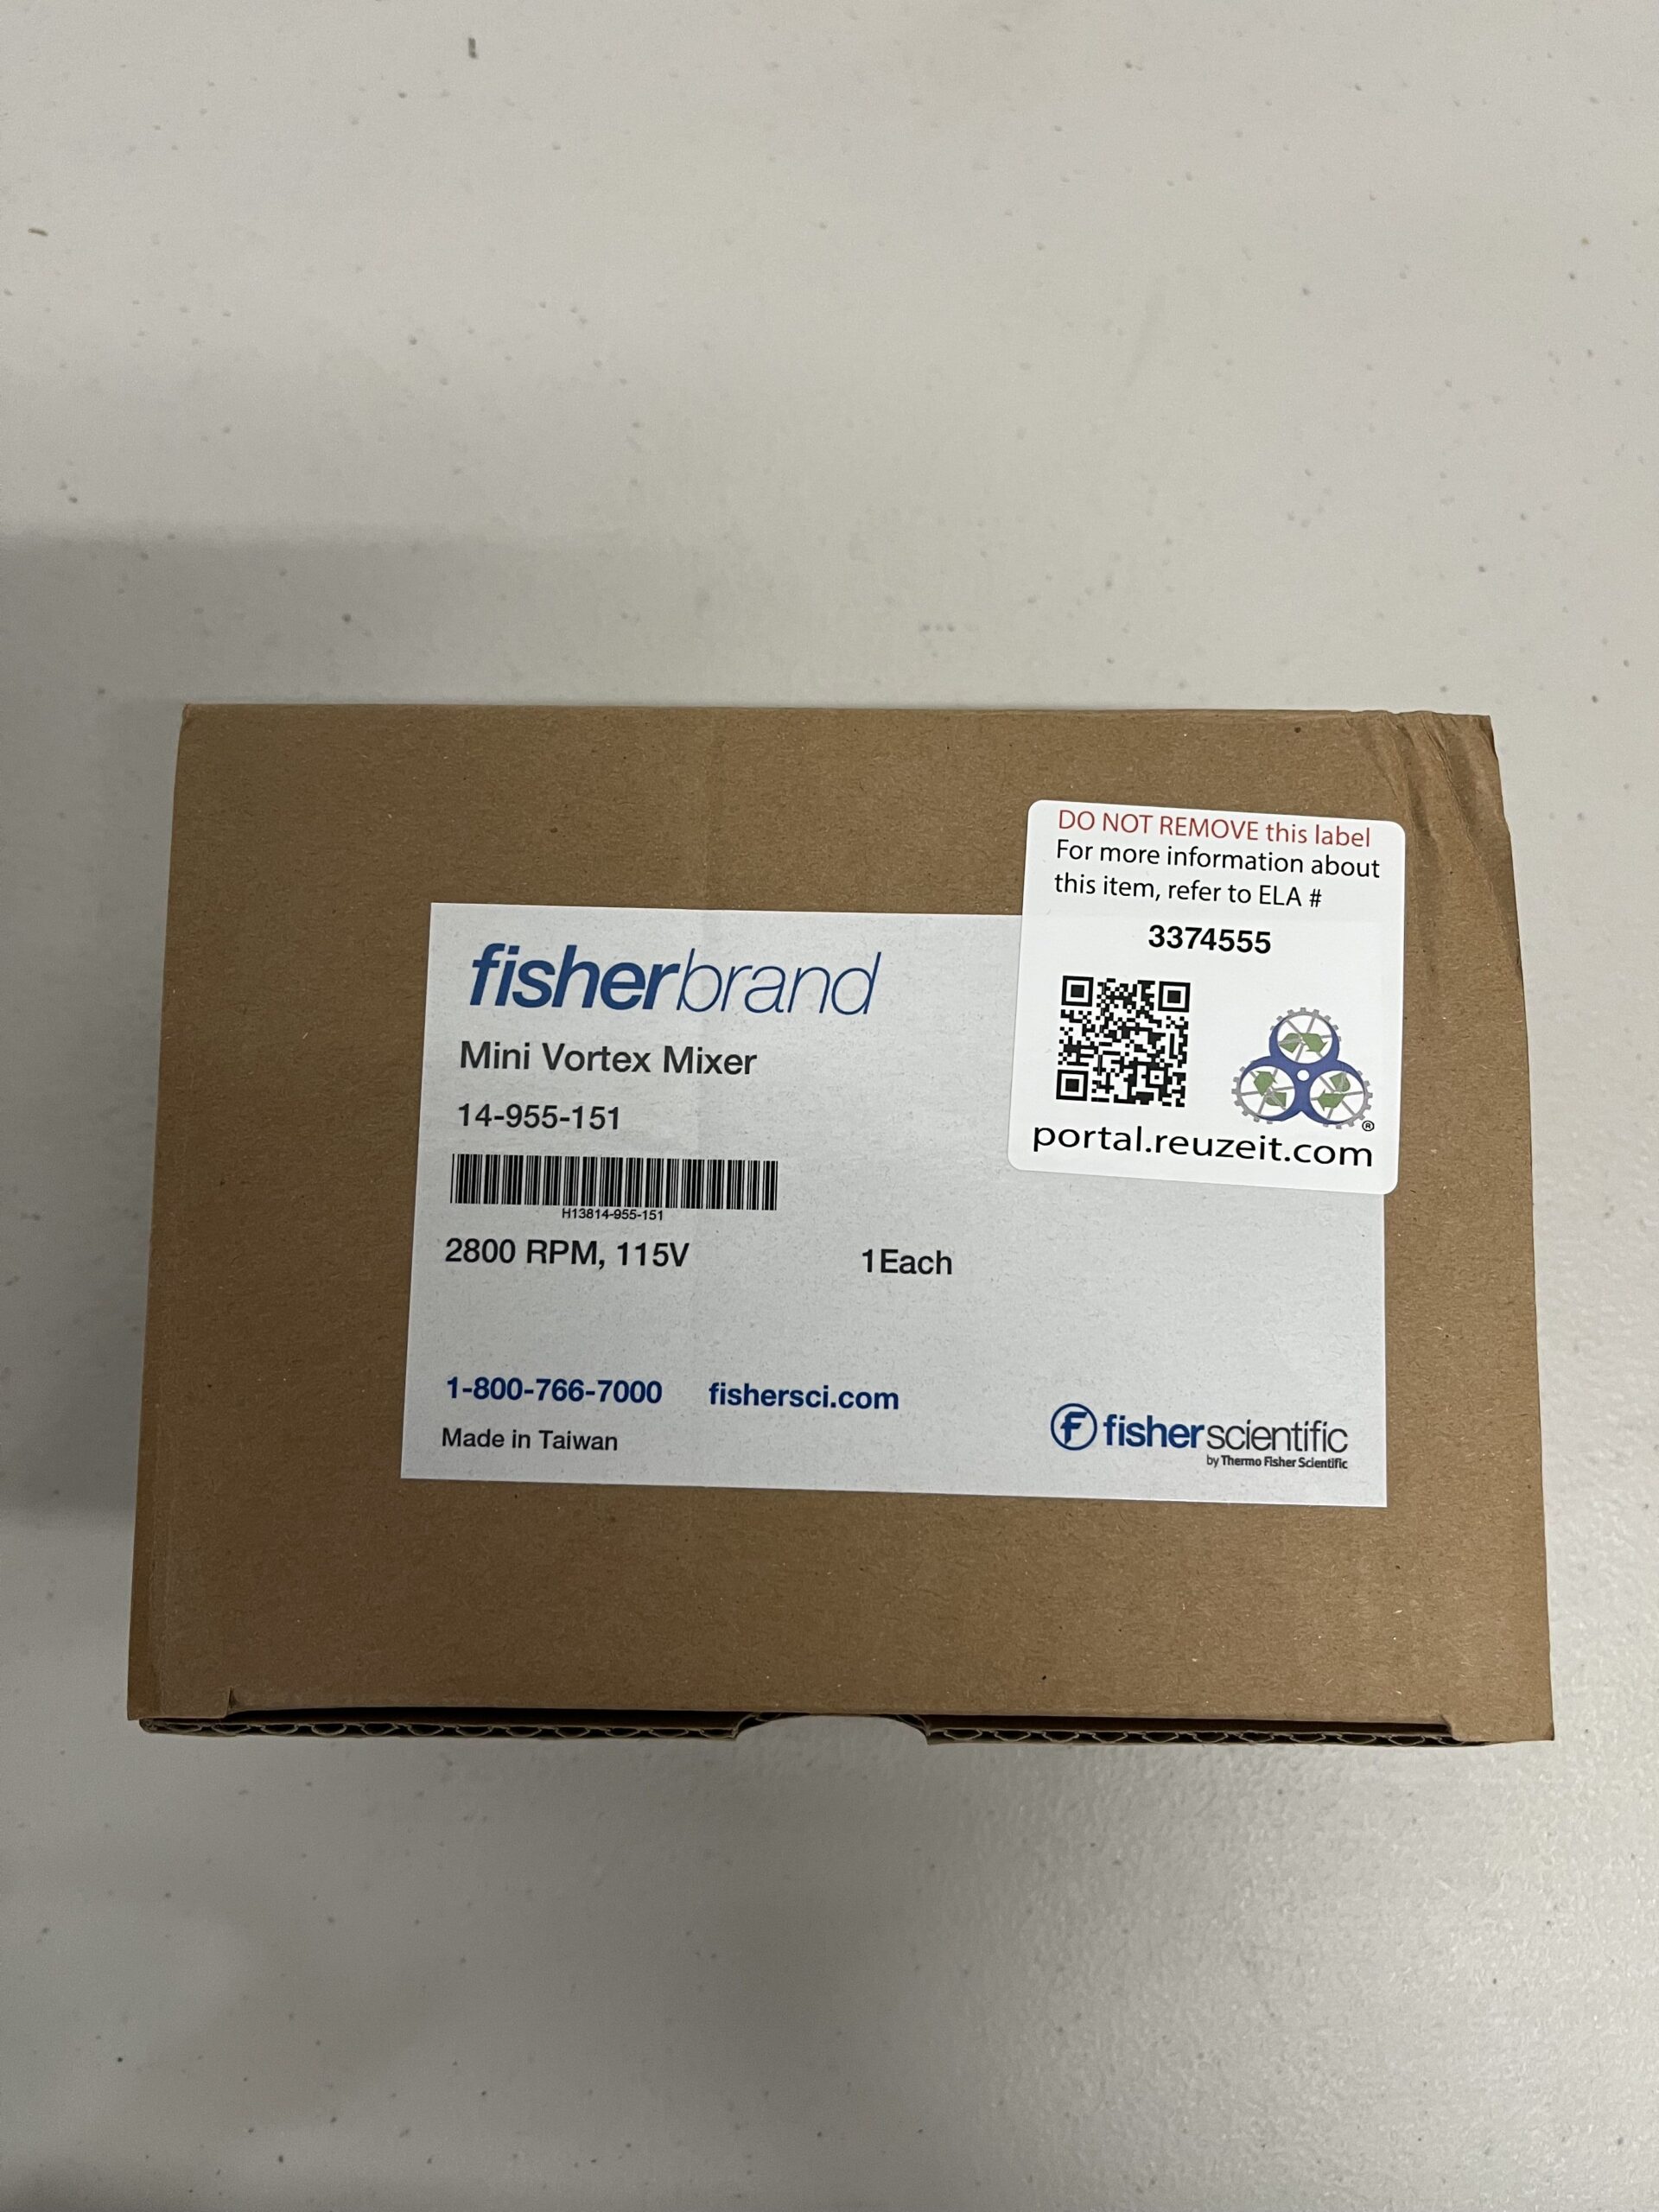 DO NOT REMOVE this label
For more information about
this item, refer to ELA #
3374555
®
portal.reuzeit.com
fisherbrand
Mini Vortex Mixer
14-955-151
H13814-955-151
2800 RPM, 115V 1Each
1-800-766-7000 fishersci.com
Made in Taiwan
f fisherscientific
by Thermo Fisher Scientific